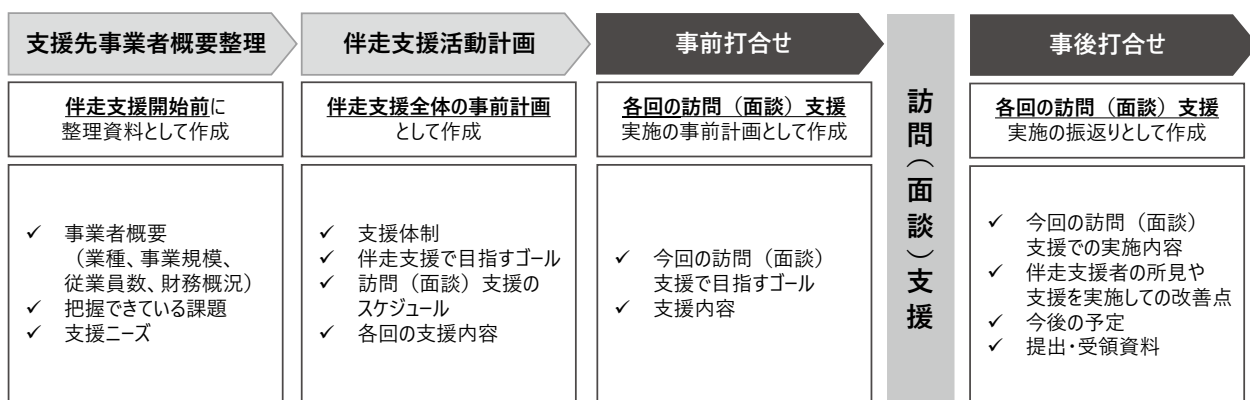 支援先事業者概要整理
伴走支援開始前に
整理資料として作成
✓ 事業者概要
（業種、事業規模、
従業員数、財務概況）
✓ 把握できている課題
✓ 支援ニーズ
伴走支援活動計画
伴走支援全体の事前計画
として作成
✓ 支援体制
✓ 伴走支援で目指すゴール
✓ 訪問（面談）支援の
スケジュール
✓ 各回の支援内容
事前打合せ
各回の訪問（面談）支援
実施の事前計画として作成
✓ 今回の訪問（面談）
支援で目指すゴール
✓ 支援内容
訪問（面談）支援
事後打合せ
各回の訪問（面談）支援
実施の振返りとして作成
✓ 今回の訪問（面談）
支援での実施内容
✓ 伴走支援者の所見や
支援を実施しての改善点
✓ 今後の予定
✓ 提出・受領資料